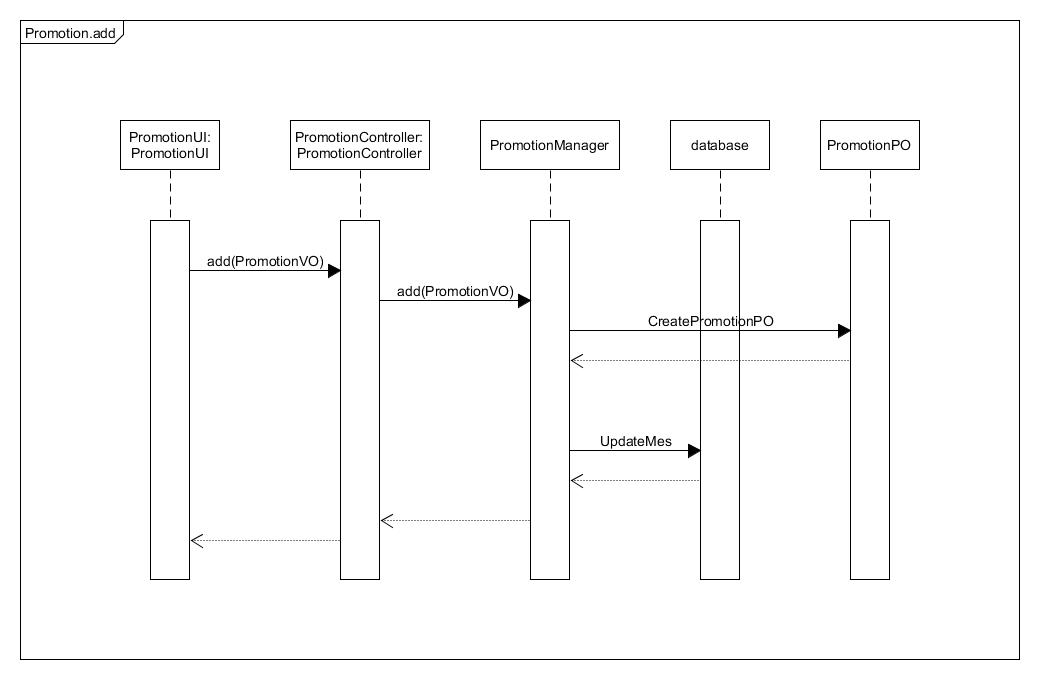 Promotion.add
PromotionUI:
PromotionUI
PromotionController:
PromotionController
PromotionManager
database
PromotionPO
add(PromotionVO)
add(PromotionVO)
CreatePromotionPO
UpdateMes